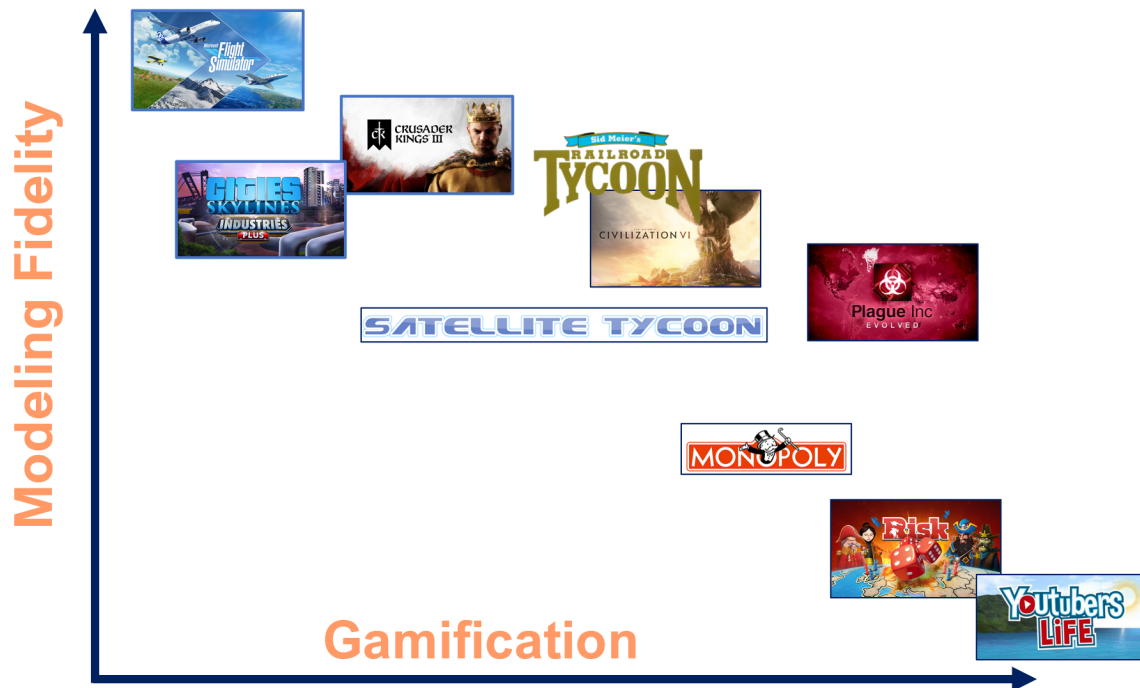 Modeling Fidelity
Microsoft
Flight
Simulator
CRUSADER
KINGS III
Sid Meier's
RAILROAD
TYCOON
CITIES
SKYLINES
INDUSTRIES
PLUS
CIVILIZATION VI
Plague Inc
EVOLVED
SATELLITE TYCOON
MONOPOLY
RISK
Youtubers
LIFE
Gamification